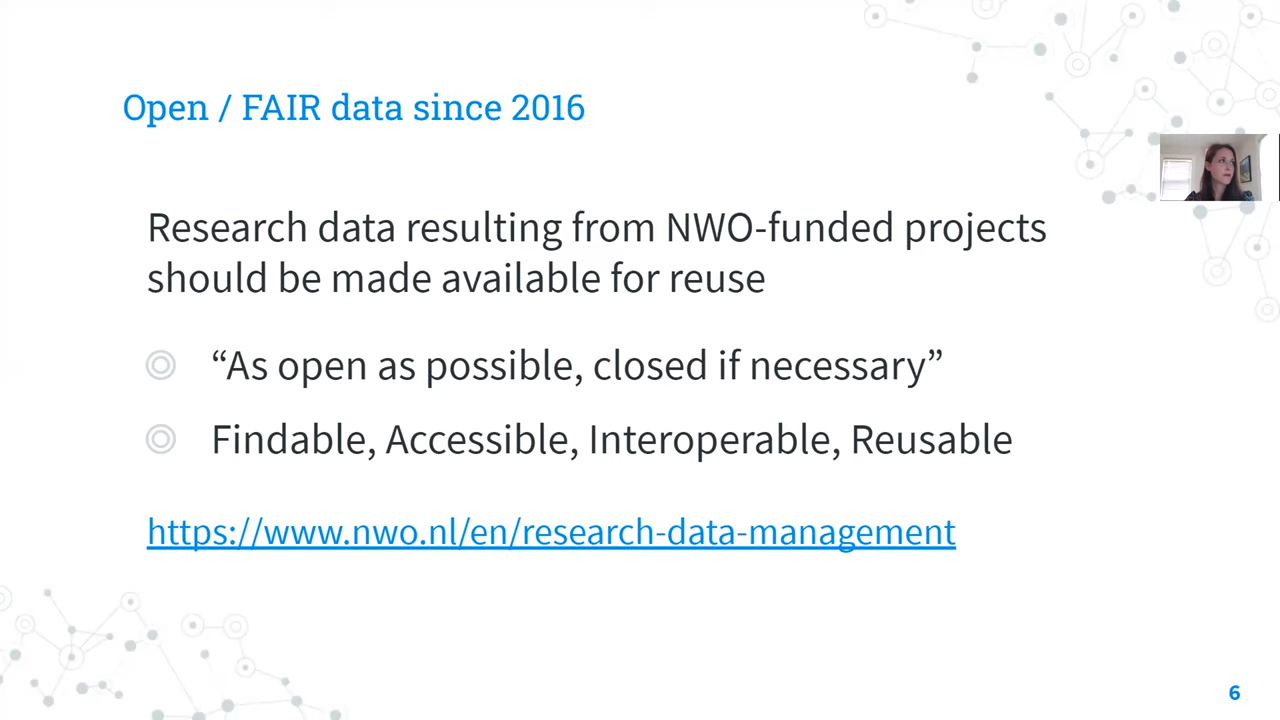 Open / FAIR data since 2016
Research data resulting from NWO-funded projects
should be made available for reuse
“As open as possible, closed if necessary”
Findable, Accessible, Interoperable, Reusable
https://www.nwo.nl/en/research-data-management
6